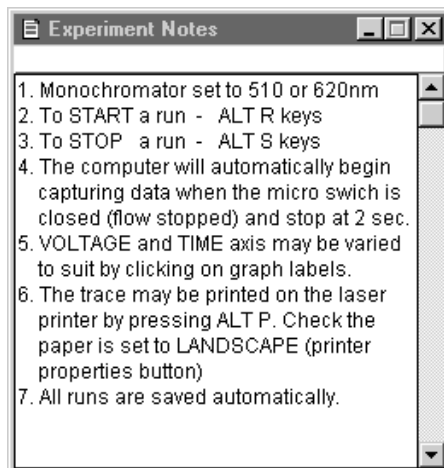 Experiment Notes
1. Monochromator set to 510 or 620nm
2. To START a run - ALT R keys
3. To STOP a run - ALT S keys
4. The computer will automatically begin
capturing data when the micro swich is
closed (flow stopped) and stop at 2 sec.
5. VOLTAGE and TIME axis may be varied
to suit by clicking on graph labels.
6. The trace may be printed on the laser
printer by pressing ALT P. Check the
paper is set to LANDSCAPE (printer
properties button)
7. All runs are saved automatically.